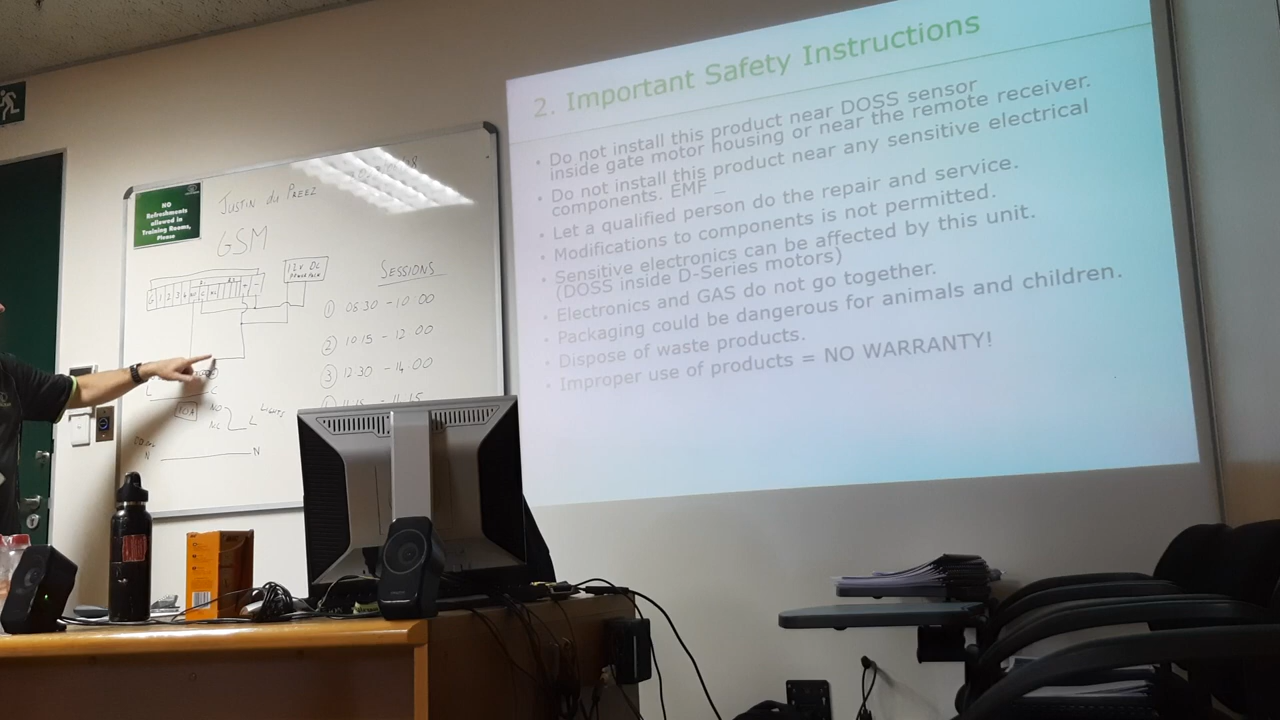 NO
Refreshments
allowed in
Training Rooms,
Please
JUSTIN du PREEZ
GSM
12V DC
SESSIONS
① 08:30 - 10:00
② 10:15 - 12:00
③ 12:30 - 14:00
10A
NO
NC
LIGHTS
L
N
N
2. Important Safety Instructions
• Do not install this product near DOSS sensor
inside gate motor housing or near the remote receiver.
• Do not install this product near any sensitive electrical
components. EMF _
• Let a qualified person do the repair and service.
• Modifications to components is not permitted.
• Sensitive electronics can be affected by this unit.
(DOSS inside D-Series motors)
• Electronics and GAS do not go together.
• Packaging could be dangerous for animals and children.
• Dispose of waste products.
• Improper use of products = NO WARRANTY!